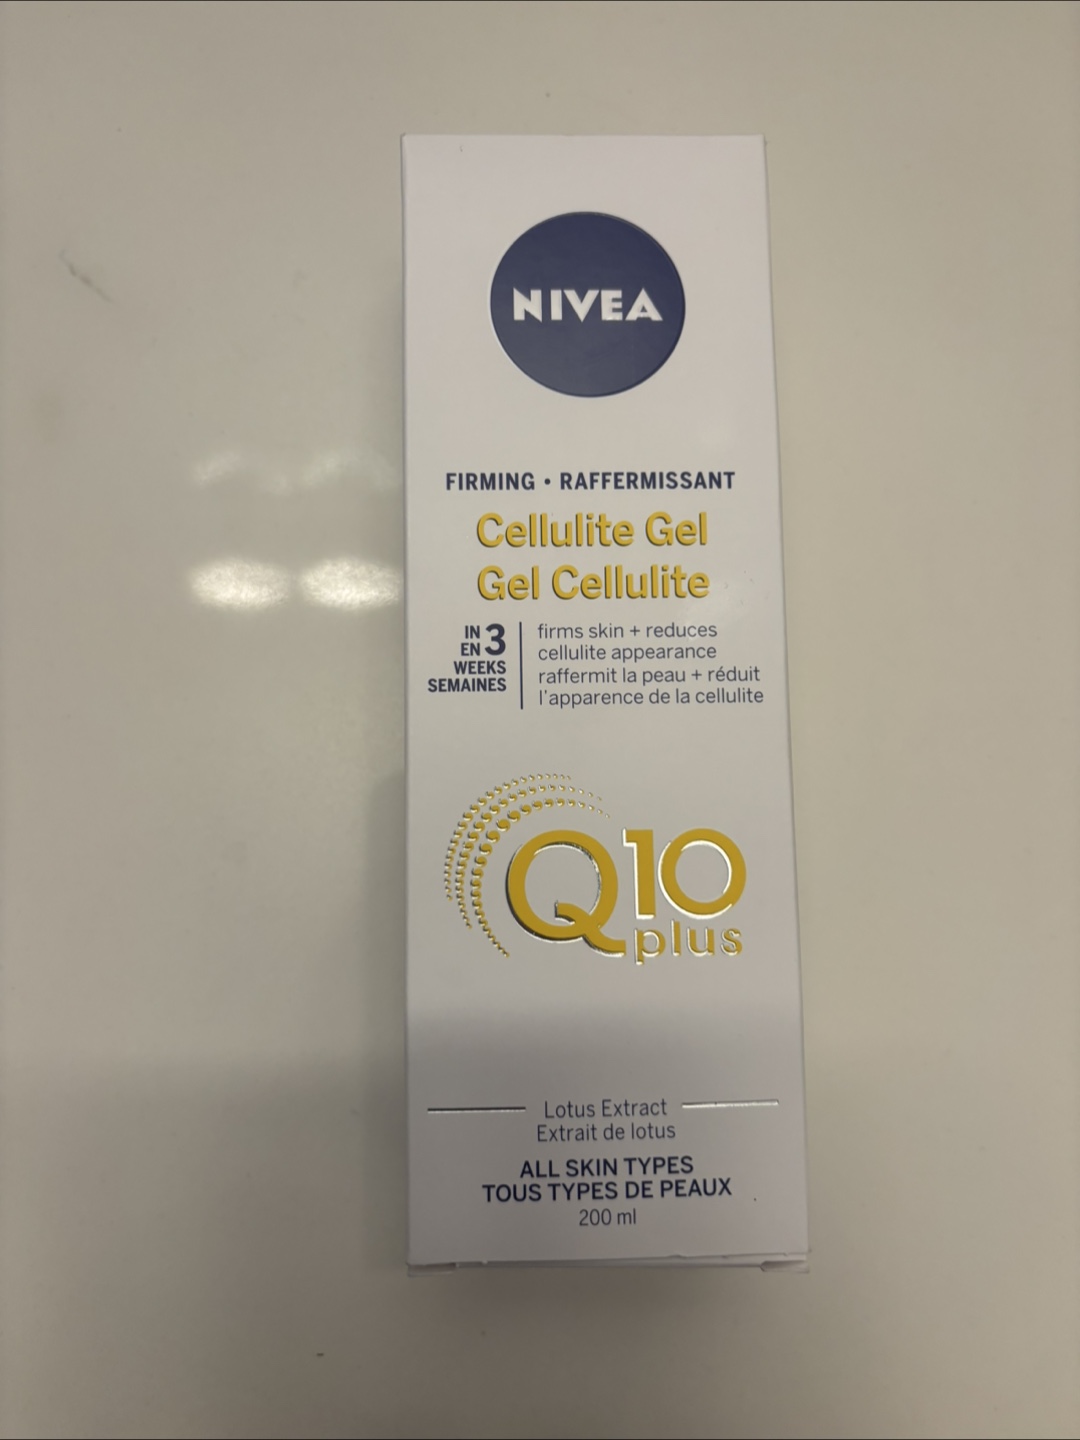 NIVEA
FIRMING • RAFFERMISSANT
Cellulite Gel
Gel Cellulite
IN 3
EN
WEEKS
SEMAINES
firms skin + reduces
cellulite appearance
raffermit la peau + réduit
l'apparence de la cellulite
Q10
plus
Lotus Extract
Extrait de lotus
ALL SKIN TYPES
TOUS TYPES DE PEAUX
200 ml